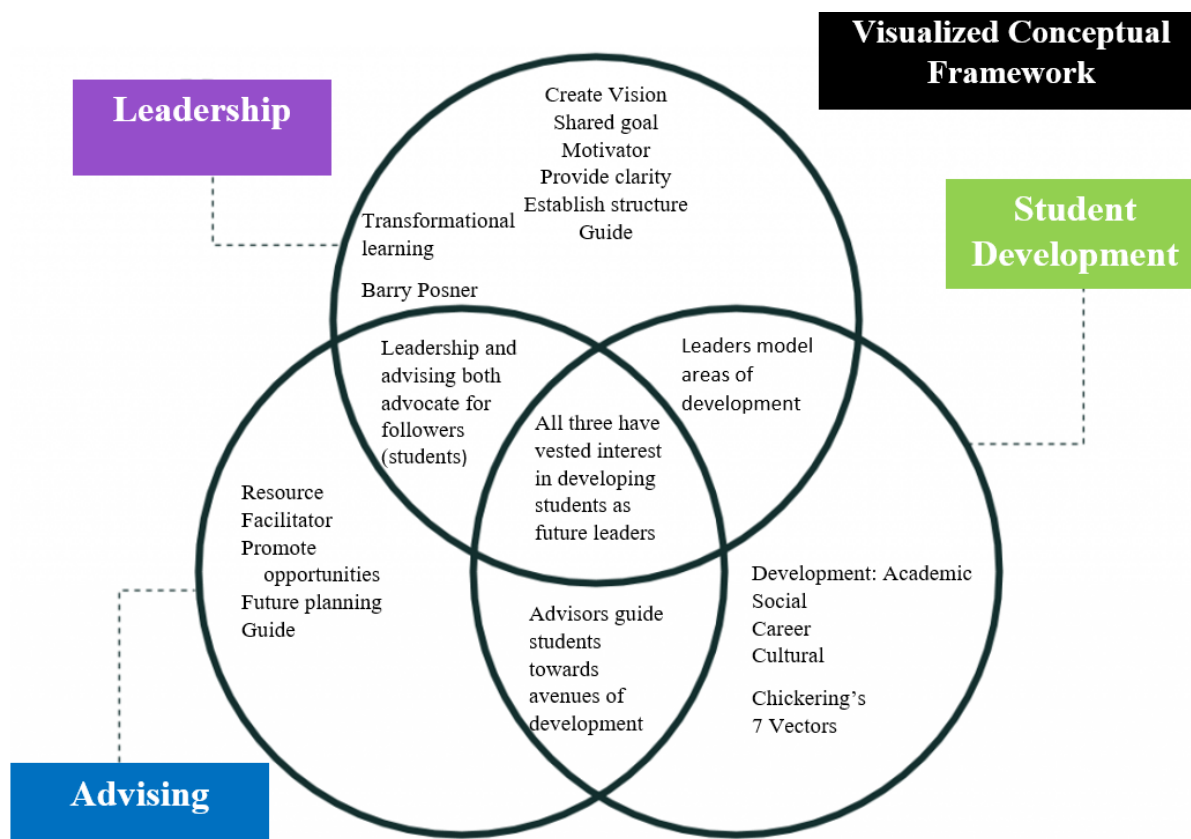 Visualized Conceptual
Framework
Leadership
Create Vision
Shared goal
Motivator
Provide clarity
Establish structure
Guide
Transformational
learning
Barry Posner
Student
Development
Leadership and
advising both
advocate for
followers
(students)
Leaders model
areas of
development
All three have
vested interest
in developing
students as
future leaders
Resource
Facilitator
Promote
opportunities
Future planning
Guide
Development: Academic
Social
Career
Cultural
Chickering’s
7 Vectors
Advisors guide
students
towards
avenues of
development
Advising